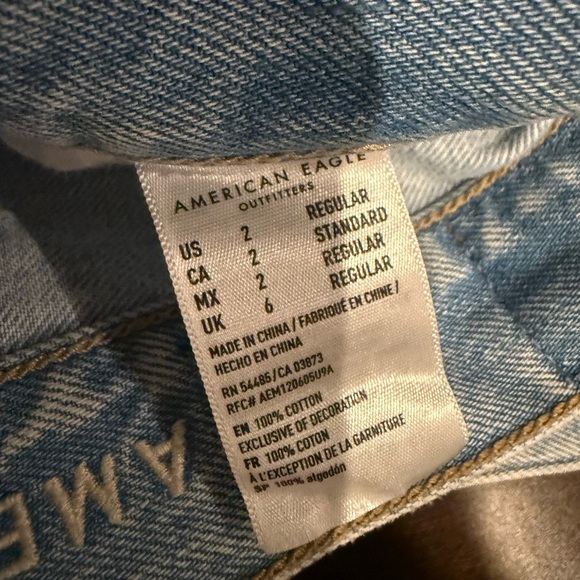 AMERICAN EAGLE
OUTFITTERS
US 2 REGULAR
CA 2 STANDARD
MX 2 REGULAR
UK 6 REGULAR
MADE IN CHINA / FABRIQUÉ EN CHINE /
HECHO EN CHINA
RN 54485/CA 03873
RFC# AEM120605U9A
EN 100% COTTON
EXCLUSIVE OF DECORATION
FR 100% COTON
À L'EXCEPTION DE LA GARNITURE
SP 100% algodón
AME